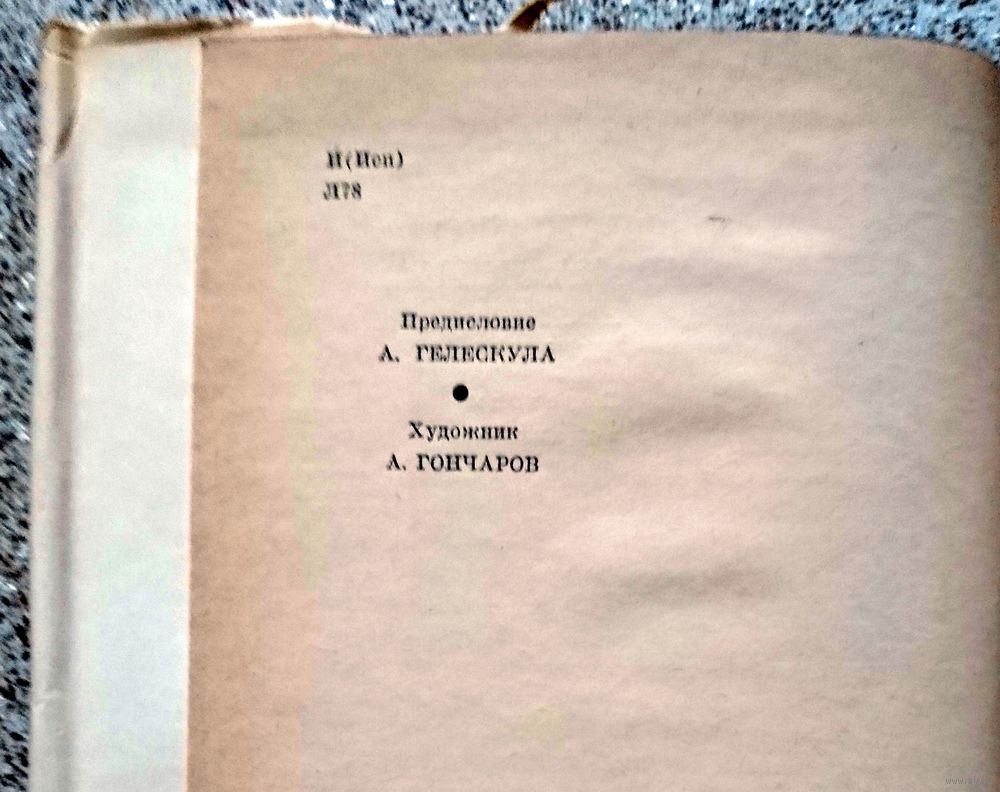 И(Исп)
Л78
Предисловие
А. ГЕЛЕСКУЛА
●
Художник
А. ГОНЧАРОВ